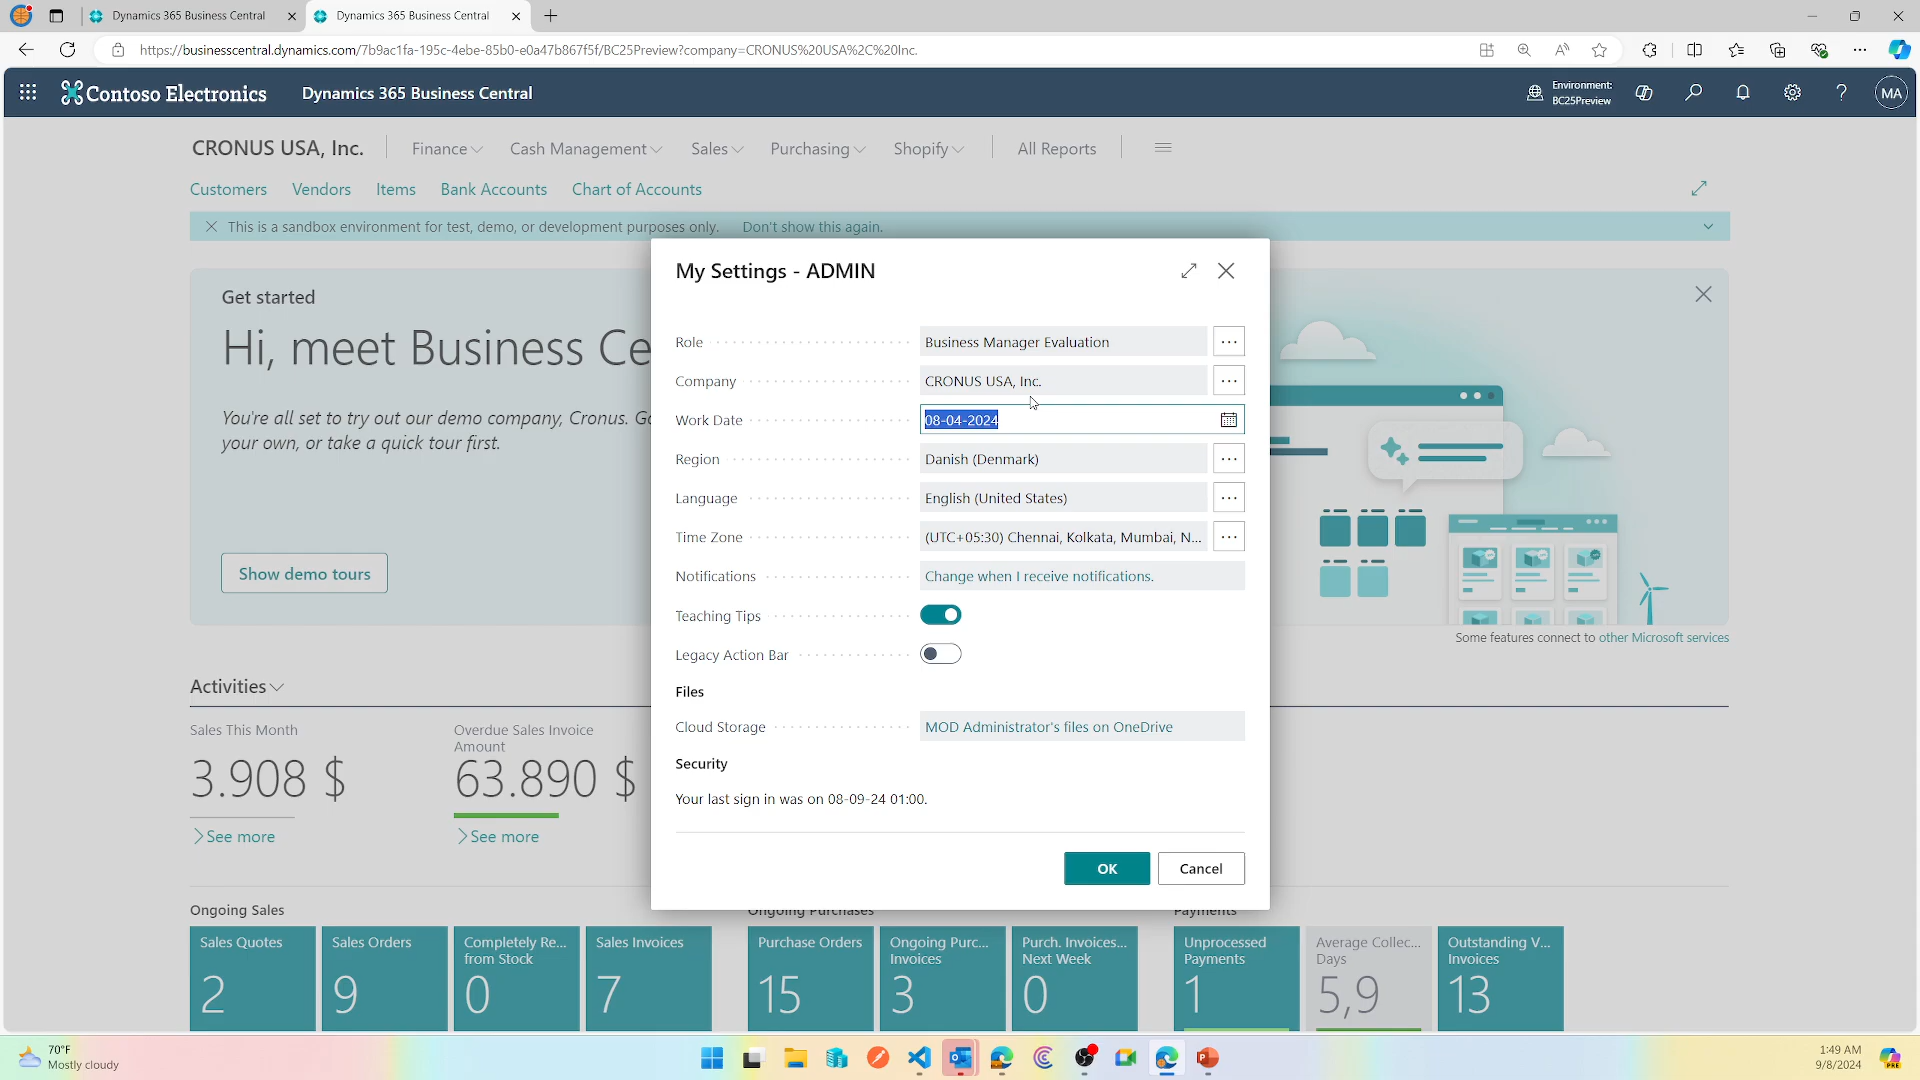 Dynamics 365 Business Central
Dynamics 365 Business Central
https://businesscentral.dynamics.com/7b9ac1fa-195c-4ebe-85b0-e0a47b867f5f/BC25Preview?company=CRONUS%20USA%2C%20Inc.
Contoso Electronics
Dynamics 365 Business Central
Environment:
BC25Preview
MA
CRONUS USA, Inc.
Finance
Cash Management
Sales
Purchasing
Shopify
All Reports
Customers
Vendors
Items
Bank Accounts
Chart of Accounts
This is a sandbox environment for test, demo, or development purposes only.
Don't show this again.
Get started
Hi, meet Business Ce
You're all set to try out our demo company, Cronus. Go
your own, or take a quick tour first.
Show demo tours
Some features connect to other Microsoft services
My Settings - ADMIN
Role
Business Manager Evaluation
Company
CRONUS USA, Inc.
Work Date
08-04-2024
Region
Danish (Denmark)
Language
English (United States)
Time Zone
(UTC+05:30) Chennai, Kolkata, Mumbai, N...
Notifications
Change when I receive notifications.
Teaching Tips
Legacy Action Bar
Files
Cloud Storage
MOD Administrator's files on OneDrive
Security
Your last sign in was on 08-09-24 01:00.
OK
Cancel
Activities
Sales This Month
3.908 $
See more
Overdue Sales Invoice
Amount
63.890 $
See more
Ongoing Sales
Sales Quotes
2
Sales Orders
9
Completely Re...
from Stock
0
Sales Invoices
7
Ongoing Purchases
Purchase Orders
15
Ongoing Purc...
Invoices
3
Purch. Invoices...
Next Week
0
Payments
Unprocessed
Payments
1
Average Collec...
Days
5,9
Outstanding V...
Invoices
13
70°F
Mostly cloudy
1:49 AM
9/8/2024
PRE